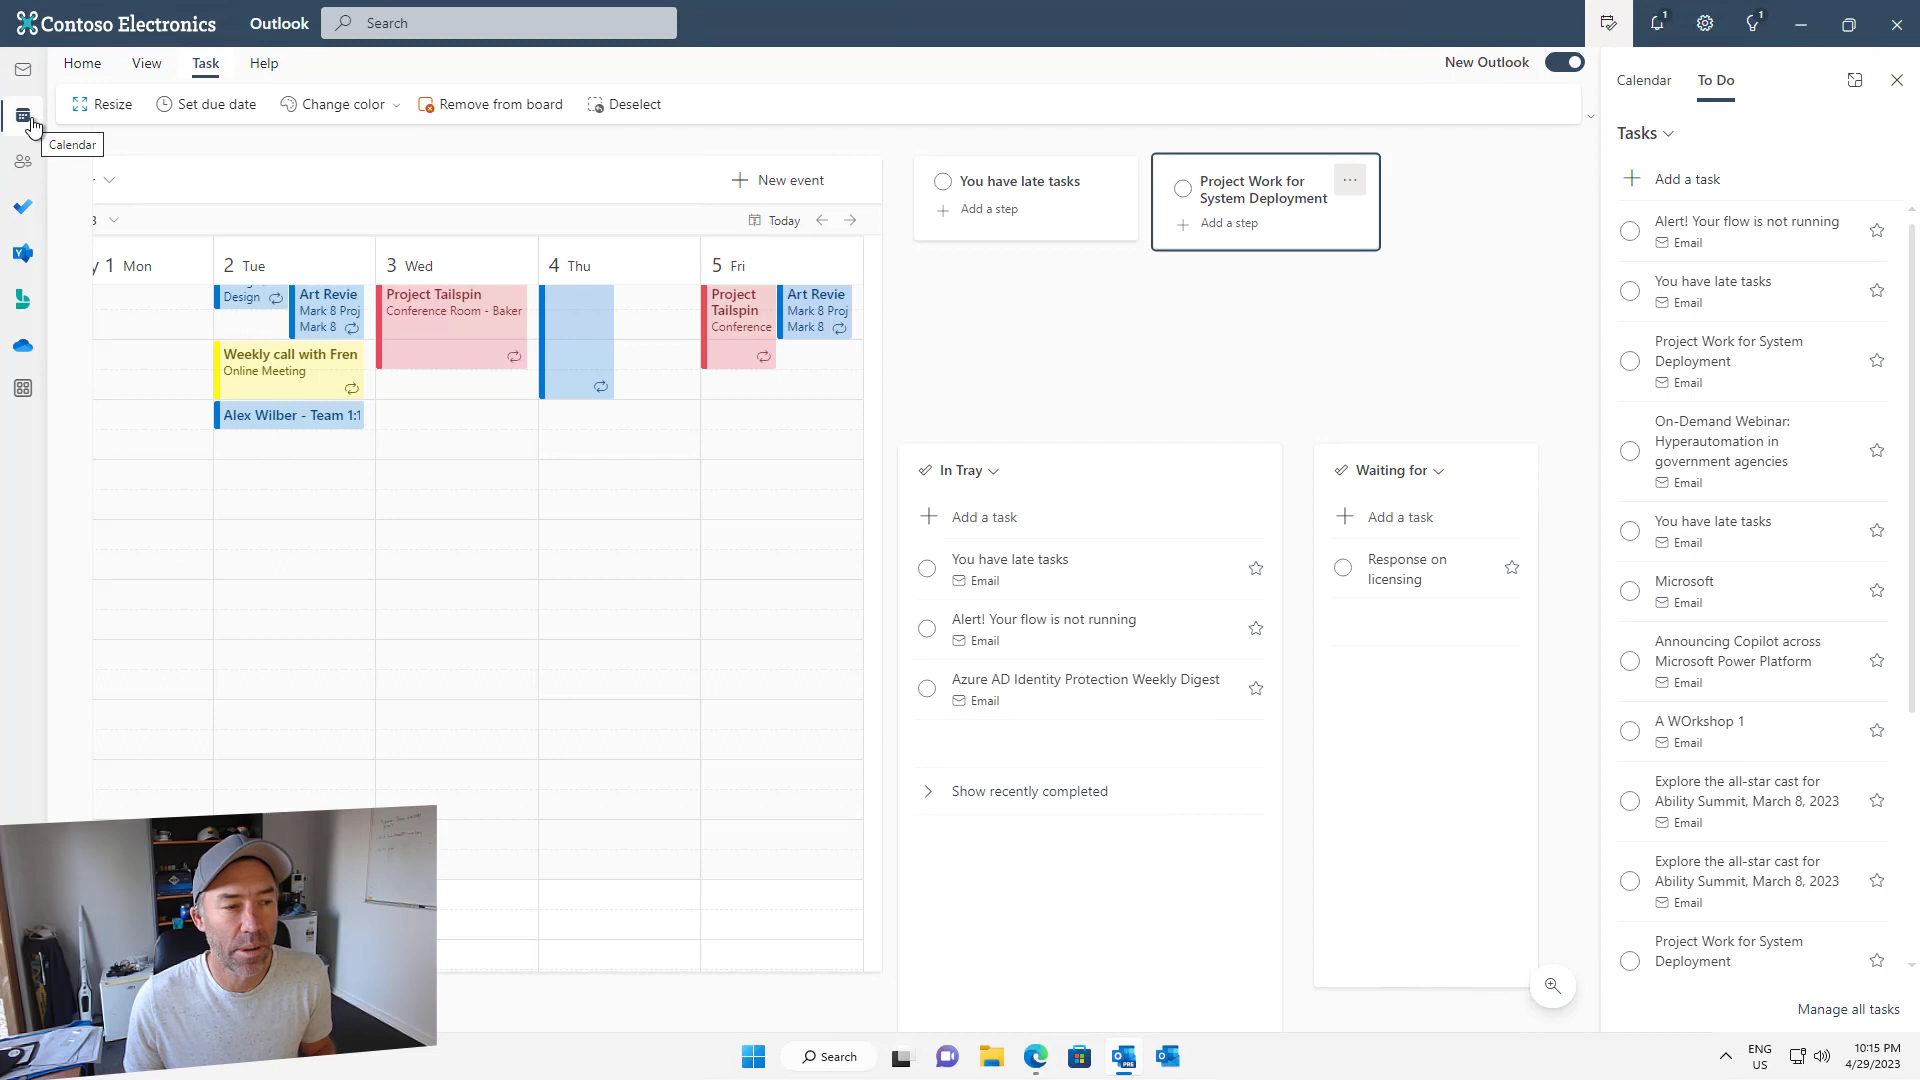 Contoso Electronics
Outlook
Search
1
1
Home
View
Task
Help
New Outlook
Resize
Set due date
Change color
Remove from board
Deselect
Calendar
New event
3
Today
1 Mon
2 Tue
3 Wed
4 Thu
5 Fri
Design
Art Revie
Mark 8 Proj
Mark 8
Weekly call with Fren
Online Meeting
Alex Wilber - Team 1:1
Project Tailspin
Conference Room - Baker
Project
Tailspin
Conference
Art Revie
Mark 8 Proj
Mark 8
You have late tasks
Add a step
Project Work for
System Deployment
Add a step
In Tray
Add a task
You have late tasks
Email
Alert! Your flow is not running
Email
Azure AD Identity Protection Weekly Digest
Email
Show recently completed
Waiting for
Add a task
Response on
licensing
Calendar
To Do
Tasks
Add a task
Alert! Your flow is not running
Email
You have late tasks
Email
Project Work for System
Deployment
Email
On-Demand Webinar:
Hyperautomation in
government agencies
Email
You have late tasks
Email
Microsoft
Email
Announcing Copilot across
Microsoft Power Platform
Email
A WOrkshop 1
Email
Explore the all-star cast for
Ability Summit, March 8, 2023
Email
Explore the all-star cast for
Ability Summit, March 8, 2023
Email
Project Work for System
Deployment
Manage all tasks
Search
ENG
US
10:15 PM
4/29/2023